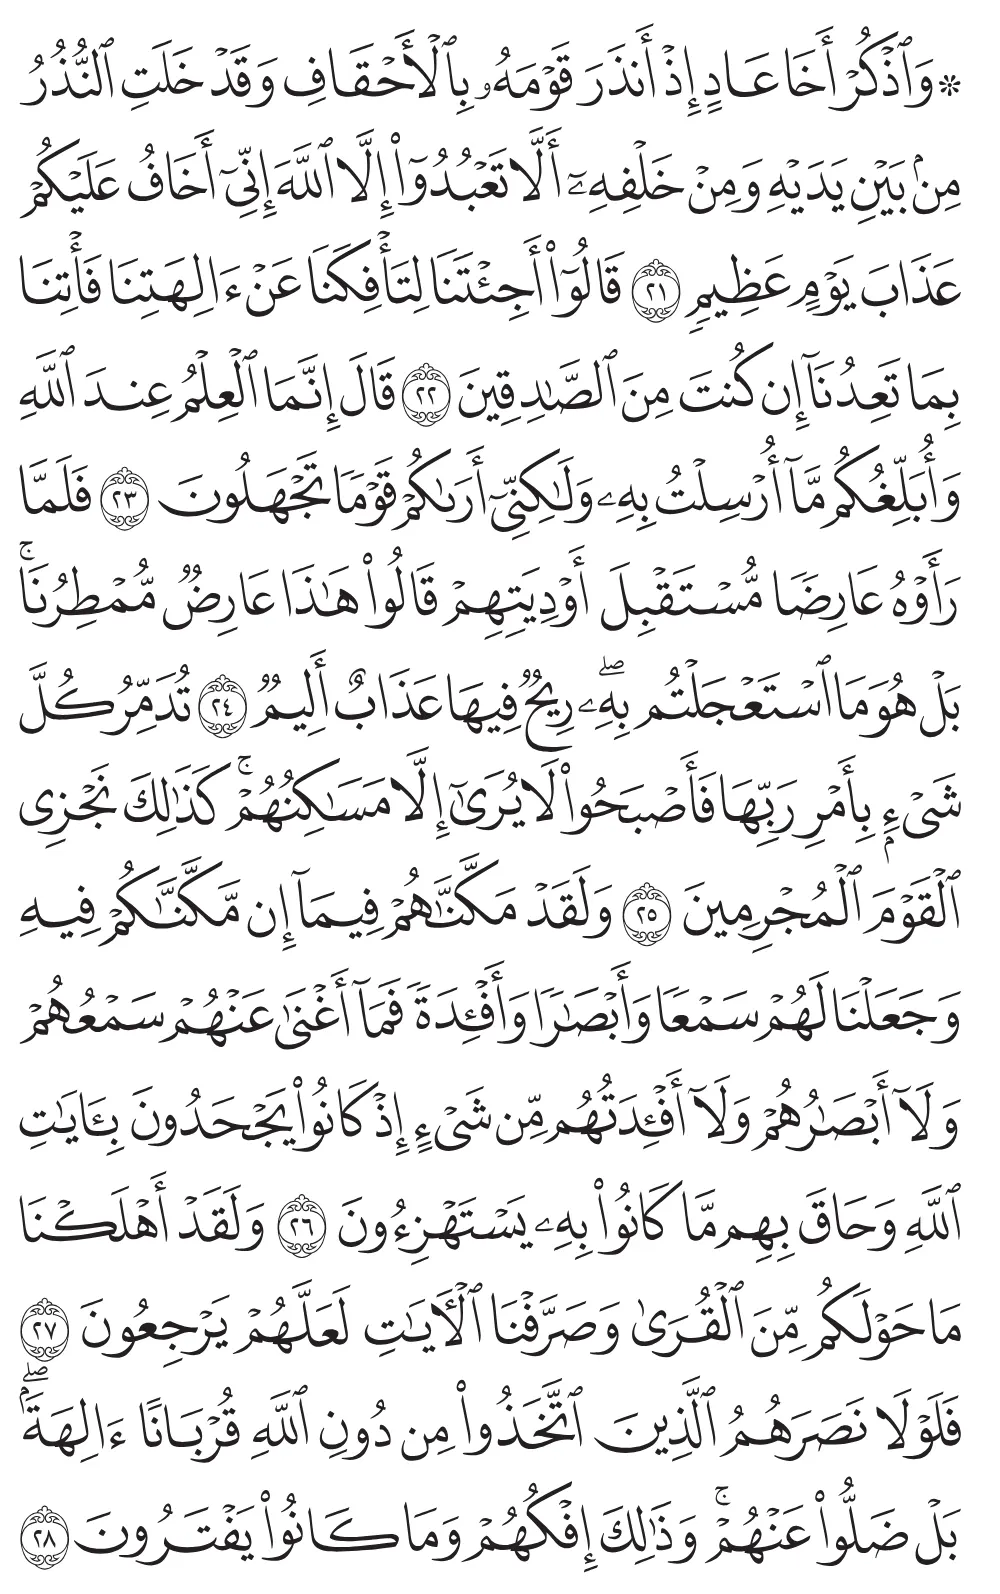 ۞ وَٱذْكُرْ أَخَا عَادٍ إِذْ أَنذَرَ قَوْمَهُۥ بِٱلْأَحْقَافِ وَقَدْ خَلَتِ ٱلنُّذُرُ
مِنۢ بَيْنِ يَدَيْهِ وَمِنْ خَلْفِهِۦٓ أَلَّا تَعْبُدُوٓا۟ إِلَّا ٱللَّهَ إِنِّىٓ أَخَافُ عَلَيْكُمْ
عَذَابَ يَوْمٍ عَظِيمٍ ٢١ قَالُوٓا۟ أَجِئْتَنَا لِتَأْفِكَنَا عَنْ ءَالِهَتِنَا فَأْتِنَا
بِمَا تَعِدُنَآ إِن كُنتَ مِنَ ٱلصَّٰدِقِينَ ٢٢ قَالَ إِنَّمَا ٱلْعِلْمُ عِندَ ٱللَّهِ
وَأُبَلِّغُكُم مَّآ أُرْسِلْتُ بِهِۦ وَلَٰكِنِّىٓ أَرَىٰكُمْ قَوْمًا تَجْهَلُونَ ٢٣ فَلَمَّا
رَأَوْهُ عَارِضًا مُّسْتَقْبِلَ أَوْدِيَتِهِمْ قَالُوا۟ هَٰذَا عَارِضٌ مُّمْطِرُنَا ۚ
بَلْ هُوَ مَا ٱسْتَعْجَلْتُم بِهِۦ ۖ رِيحٌ فِيهَا عَذَابٌ أَلِيمٌ ٢٤ تُدَمِّرُ كُلَّ
شَىْءٍۭ بِأَمْرِ رَبِّهَا فَأَصْبَحُوا۟ لَا يُرَىٰٓ إِلَّا مَسَٰكِنُهُمْ ۚ كَذَٰلِكَ نَجْزِى
ٱلْقَوْمَ ٱلْمُجْرِمِينَ ٢٥ وَلَقَدْ مَكَّنَّٰهُمْ فِيمَآ إِن مَّكَّنَّٰكُمْ فِيهِ
وَجَعَلْنَا لَهُمْ سَمْعًا وَأَبْصَٰرًا وَأَفْـِٔدَةً فَمَآ أَغْنَىٰ عَنْهُمْ سَمْعُهُمْ
وَلَآ أَبْصَٰرُهُمْ وَلَآ أَفْـِٔدَتُهُم مِّن شَىْءٍ إِذْ كَانُوا۟ يَجْحَدُونَ بِـَٔايَٰتِ
ٱللَّهِ وَحَاقَ بِهِم مَّا كَانُوا۟ بِهِۦ يَسْتَهْزِءُونَ ٢٦ وَلَقَدْ أَهْلَكْنَا
مَا حَوْلَكُم مِّنَ ٱلْقُرَىٰ وَصَرَّفْنَا ٱلْـَٔايَٰتِ لَعَلَّهُمْ يَرْجِعُونَ ٢٧
فَلَوْلَا نَصَرَهُمُ ٱلَّذِينَ ٱتَّخَذُوا۟ مِن دُونِ ٱللَّهِ قُرْبَانًا ءَالِهَةًۢ ۖ
بَلْ ضَلُّوا۟ عَنْهُمْ ۚ وَذَٰلِكَ إِفْكُهُمْ وَمَا كَانُوا۟ يَفْتَرُونَ ٢٨